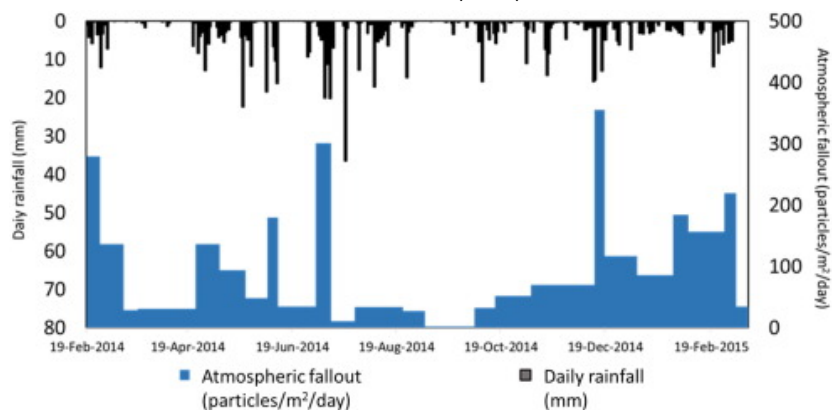 0
10
20
30
40
50
60
70
80
Daiy rainfall (mm)
500
400
300
200
100
0
Atmospheric fallout (particles/m²/day)
19-Feb-2014 19-Apr-2014 19-Jun-2014 19-Aug-2014 19-Oct-2014 19-Dec-2014 19-Feb-2015
Atmospheric fallout
(particles/m²/day)
Daily rainfall
(mm)